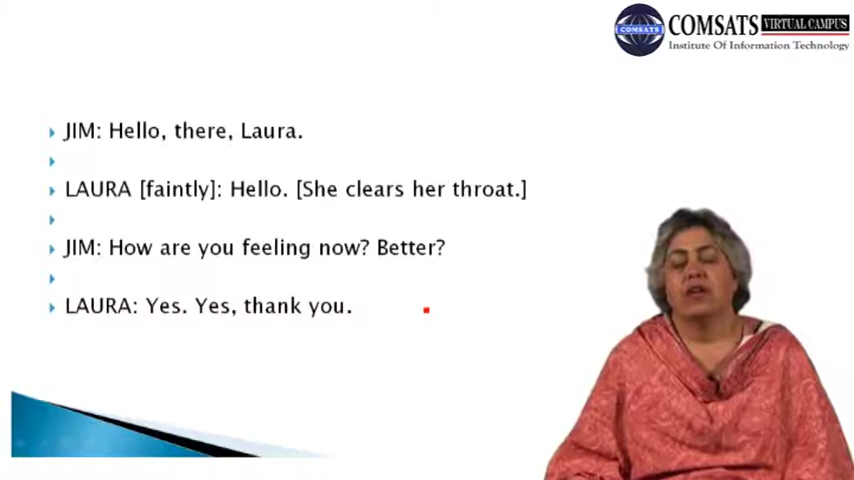 COMSATS VIRTUAL CAMPUS
COMSATS
Institute Of Information Technology
JIM: Hello, there, Laura.
LAURA [faintly]: Hello. [She clears her throat.]
JIM: How are you feeling now? Better?
LAURA: Yes. Yes, thank you.